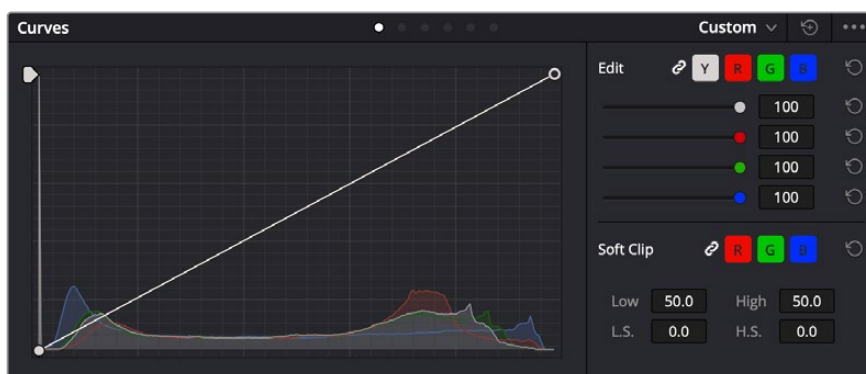 Curves
Custom
Edit Y R G B
100
100
100
100
Soft Clip R G B
Low 50.0 High 50.0
L.S. 0.0 H.S. 0.0